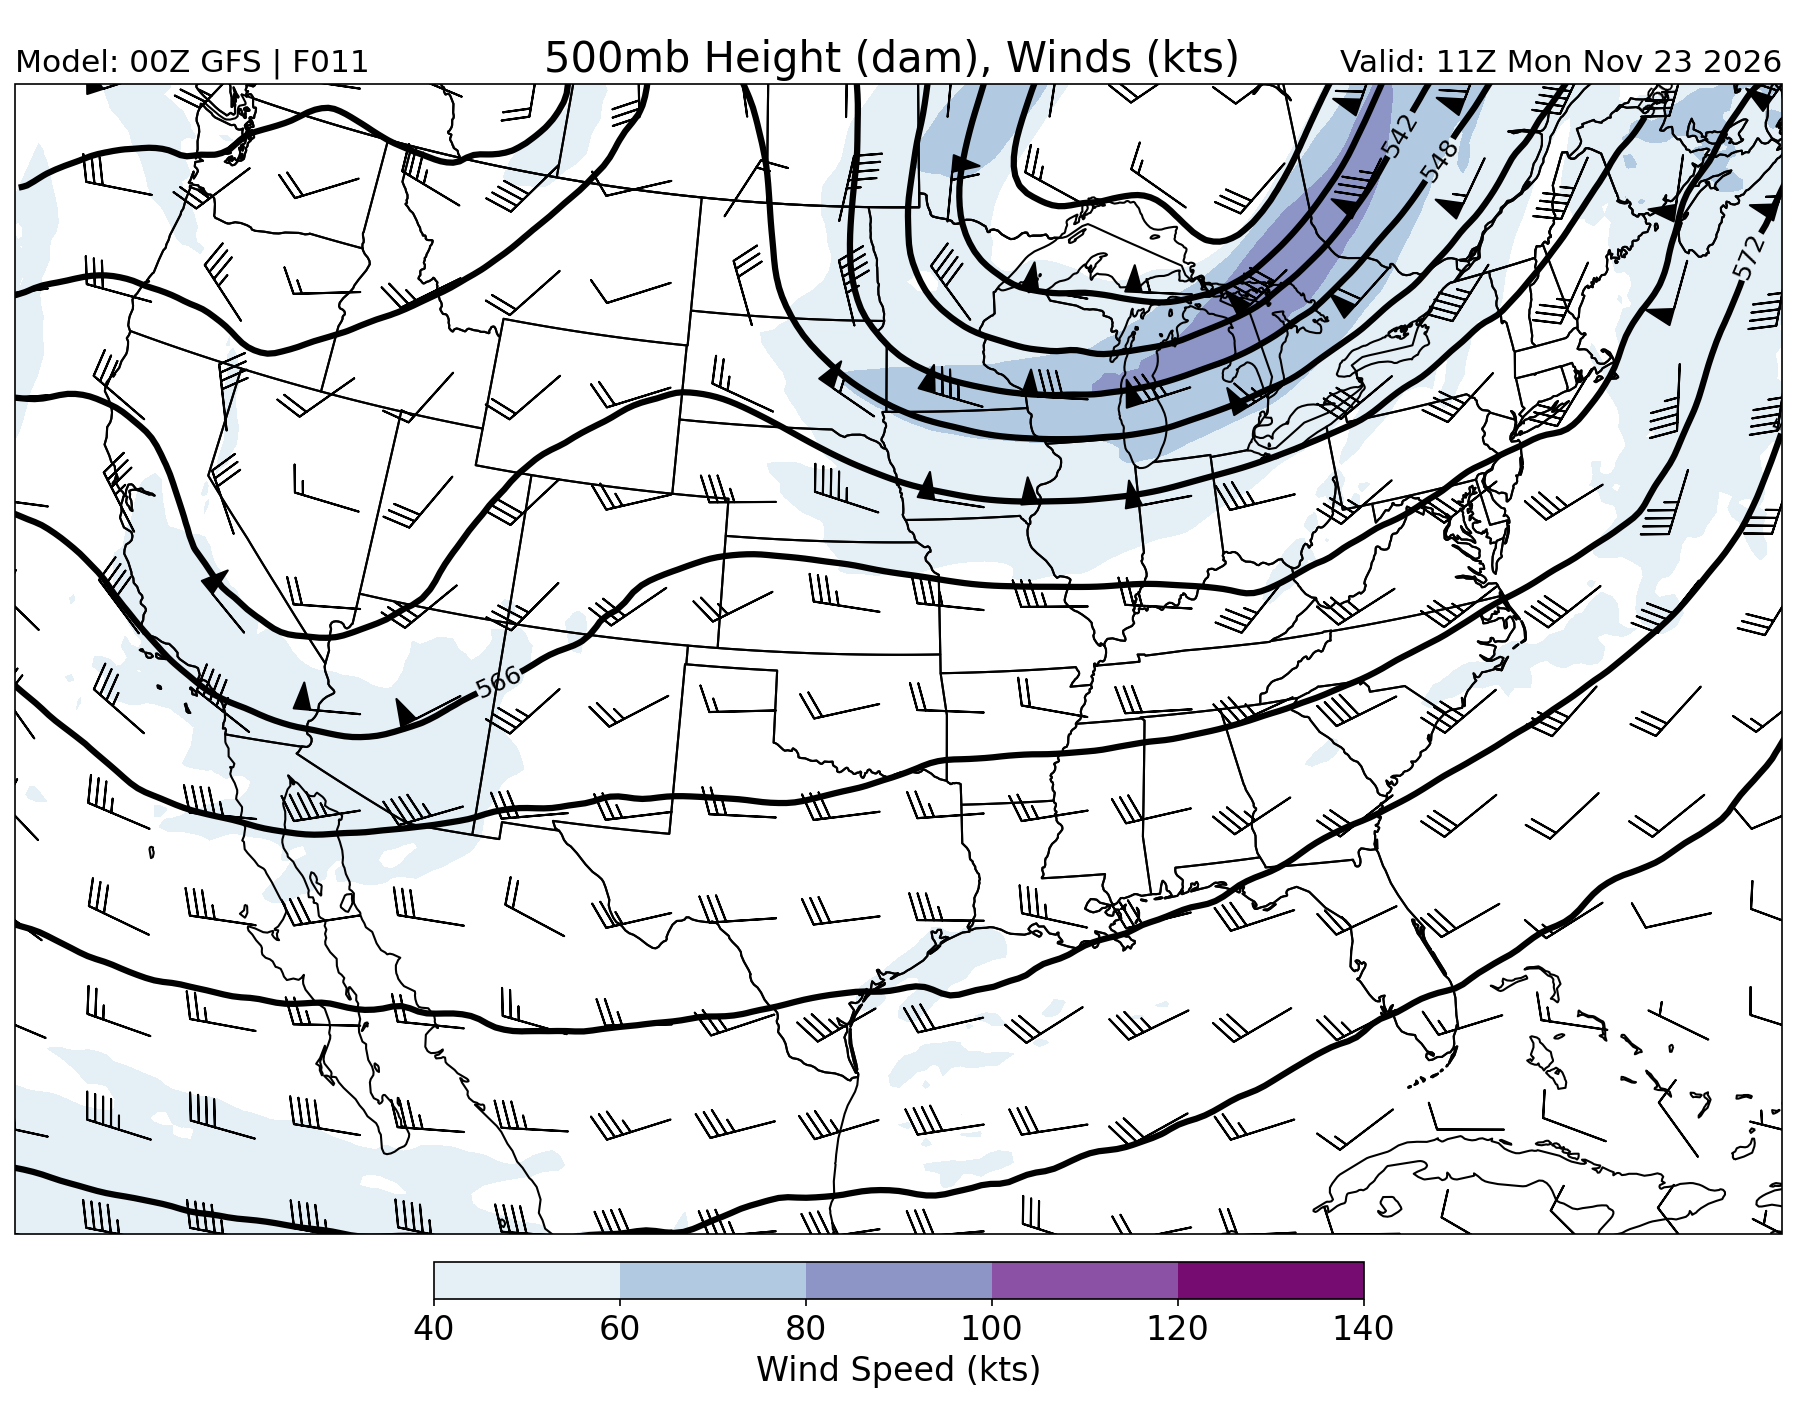 Model: 00Z GFS | F011
500mb Height (dam), Winds (kts)
Valid: 11Z Mon Nov 23 2026
542
548
572
566
40 60 80 100 120 140
Wind Speed (kts)